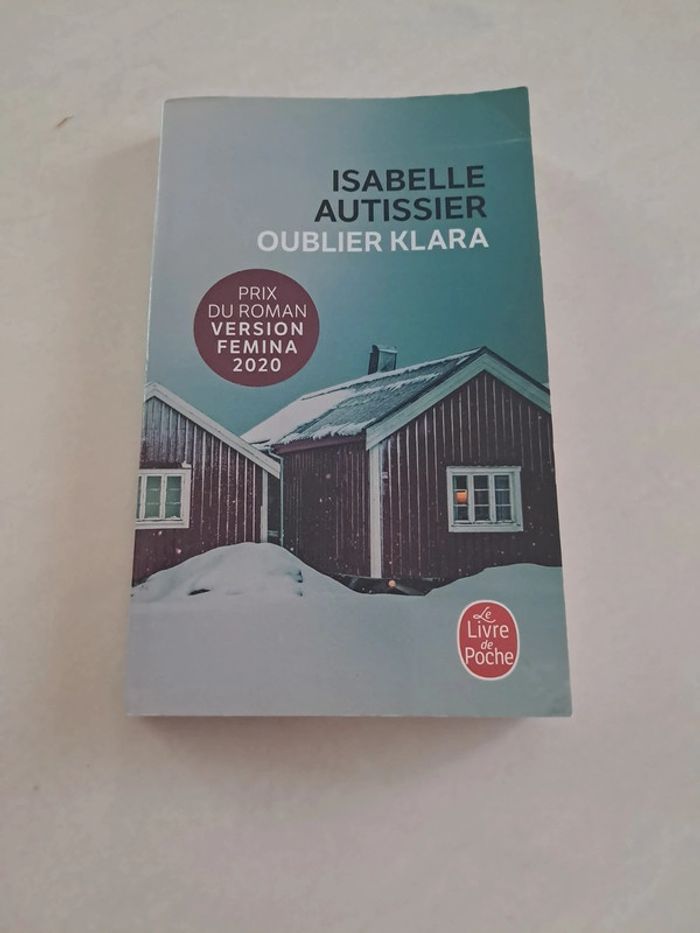 ISABELLE
AUTISSIER
OUBLIER KLARA
PRIX
DU ROMAN
VERSION
FEMINA
2020
Le
Livre
de
Poche